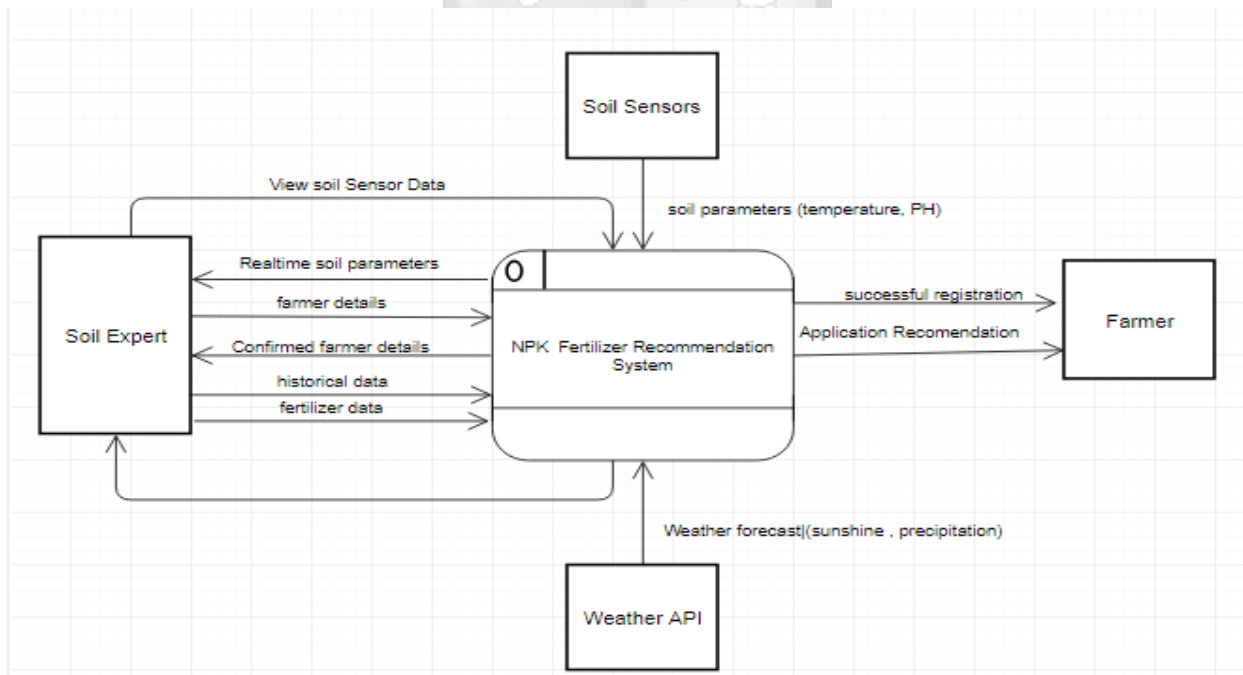 Soil Sensors
View soil Sensor Data
soil parameters (temperature, PH)
Realtime soil parameters
O
farmer details
successful registration
Soil Expert
Confirmed farmer details
NPK Fertilizer Recommendation
System
Application Recomendation
Farmer
historical data
fertilizer data
Weather forecast|(sunshine , precipitation)
Weather API